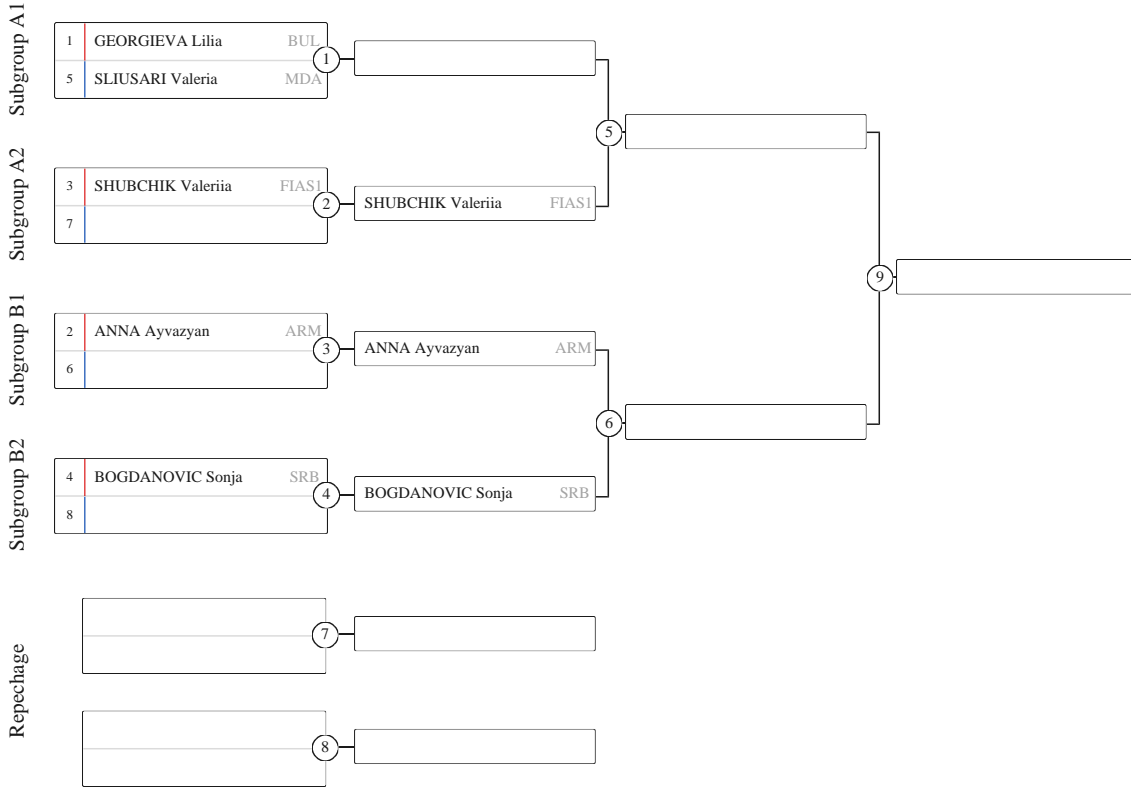 Subgroup A1
1 GEORGIEVA Lilia BUL
5 SLIUSARI Valeria MDA
1
5
Subgroup A2
3 SHUBCHIK Valeriia FIAS1
7
2
SHUBCHIK Valeriia FIAS1
9
Subgroup B1
2 ANNA Ayvazyan ARM
6
3
ANNA Ayvazyan ARM
6
Subgroup B2
4 BOGDANOVIC Sonja SRB
8
4
BOGDANOVIC Sonja SRB
Repechage
7
8